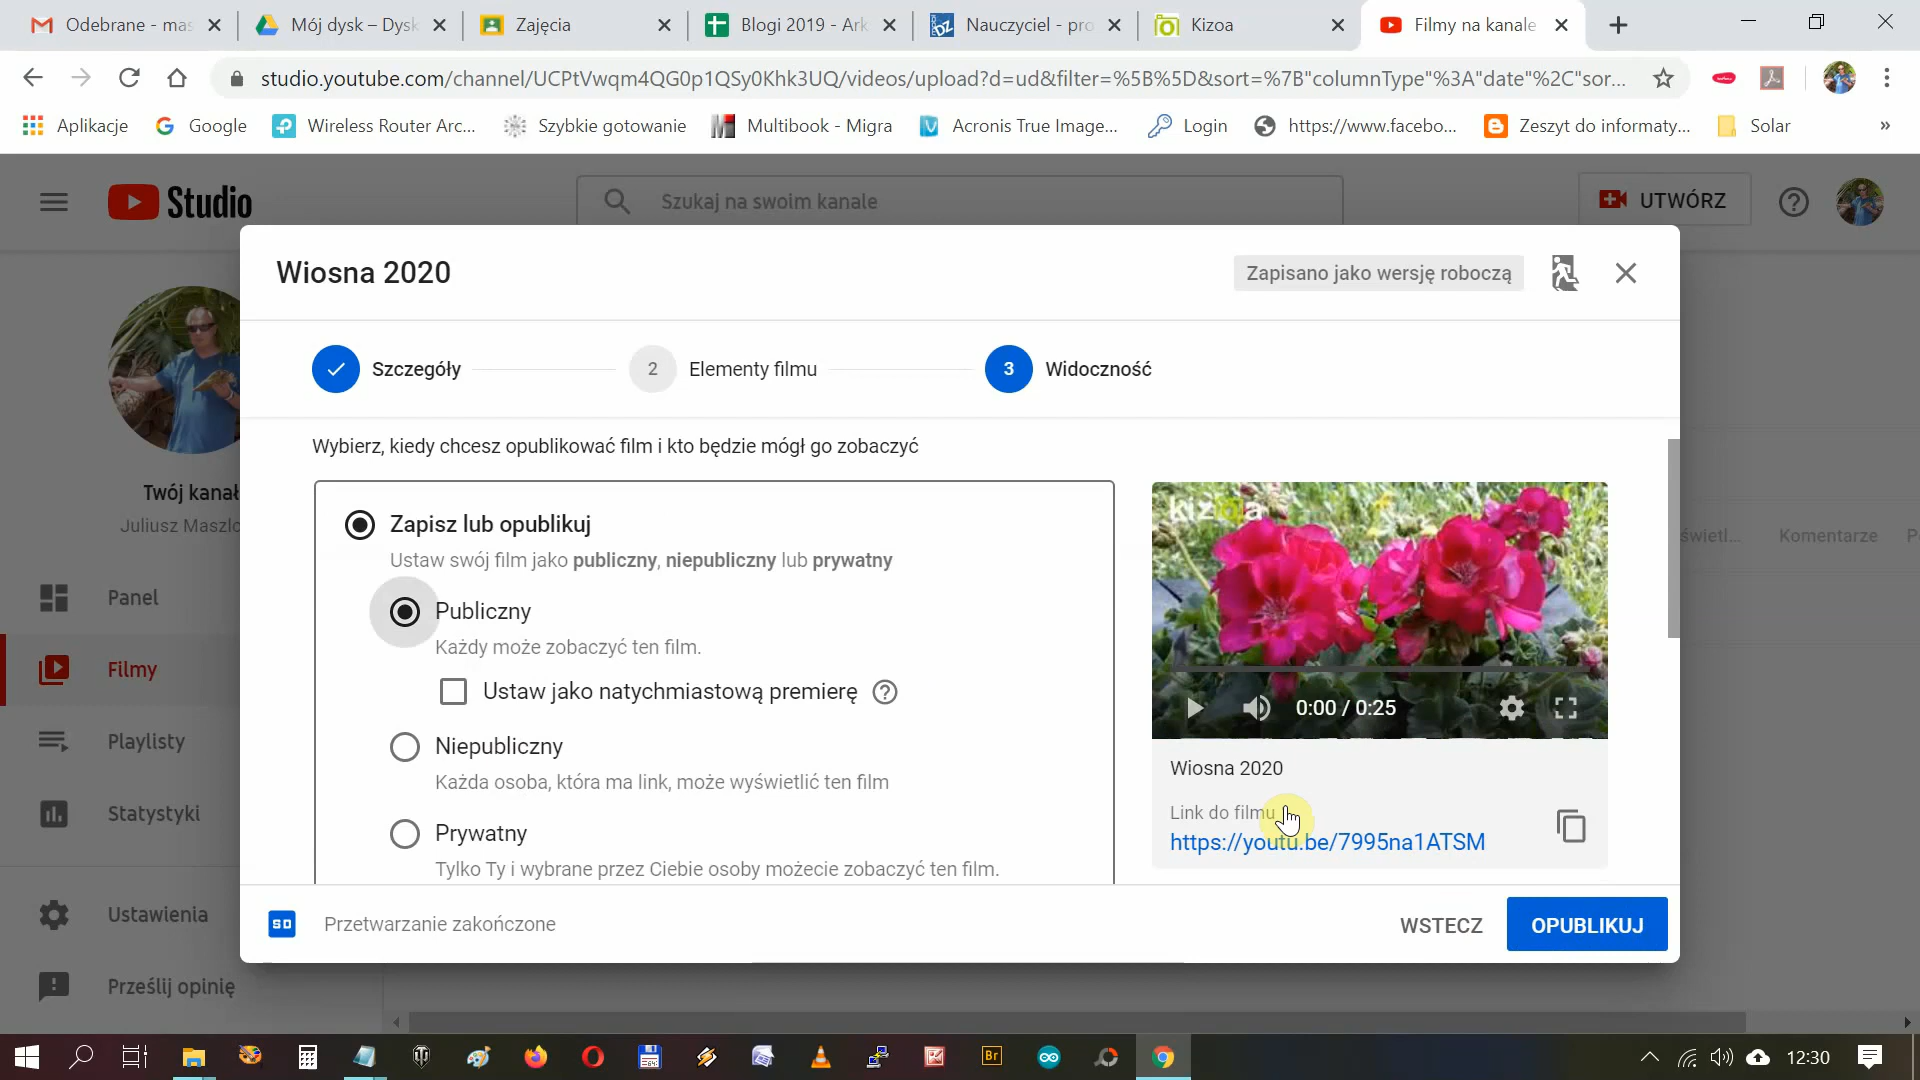 Odebrane - mas
Mój dysk – Dysk
Zajęcia
Blogi 2019 - Ark
Nauczyciel - pro
Kizoa
Filmy na kanale
studio.youtube.com/channel/UCPtVwqm4QG0p1QSy0Khk3UQ/videos/upload?d=ud&filter=%5B%5D&sort=%7B"columnType"%3A"date"%2C"sor...
Aplikacje
Google
Wireless Router Arc...
Szybkie gotowanie
Multibook - Migra
Acronis True Image...
Login
https://www.facebo...
Zeszyt do informaty...
Solar
»
Studio
Szukaj na swoim kanale
UTWÓRZ
Wiosna 2020
Zapisano jako wersję roboczą
Szczegóły
2
Elementy filmu
3
Widoczność
Wybierz, kiedy chcesz opublikować film i kto będzie mógł go zobaczyć
Zapisz lub opublikuj
Ustaw swój film jako publiczny, niepubliczny lub prywatny
Publiczny
Każdy może zobaczyć ten film.
Ustaw jako natychmiastową premierę
Niepubliczny
Każda osoba, która ma link, może wyświetlić ten film
Prywatny
Tylko Ty i wybrane przez Ciebie osoby możecie zobaczyć ten film.
kizoa
0:00 / 0:25
Wiosna 2020
Link do filmu
https://youtu.be/7995na1ATSM
SD
Przetwarzanie zakończone
WSTECZ
OPUBLIKUJ
Twój kanał
Juliusz Maszlo
Panel
Filmy
Playlisty
Statystyki
Ustawienia
Prześlij opinię
świetl...
Komentarze
Br
12:30